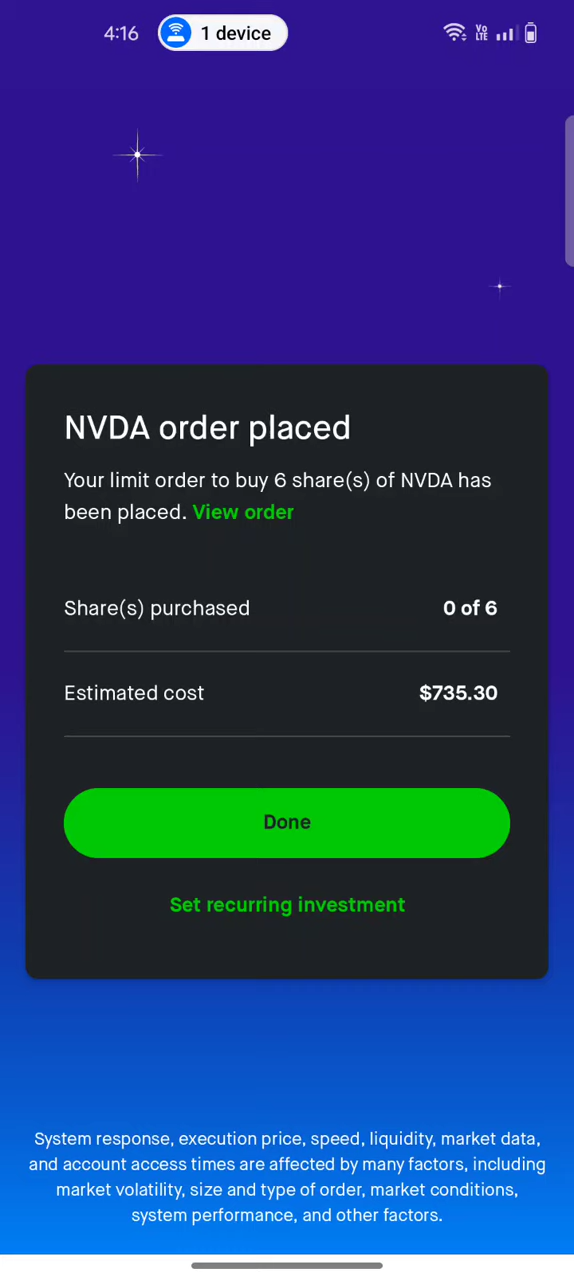 4:16
1 device
Vo
LTE
NVDA order placed
Your limit order to buy 6 share(s) of NVDA has
been placed. View order
Share(s) purchased 0 of 6
Estimated cost $735.30
Done
Set recurring investment
System response, execution price, speed, liquidity, market data,
and account access times are affected by many factors, including
market volatility, size and type of order, market conditions,
system performance, and other factors.